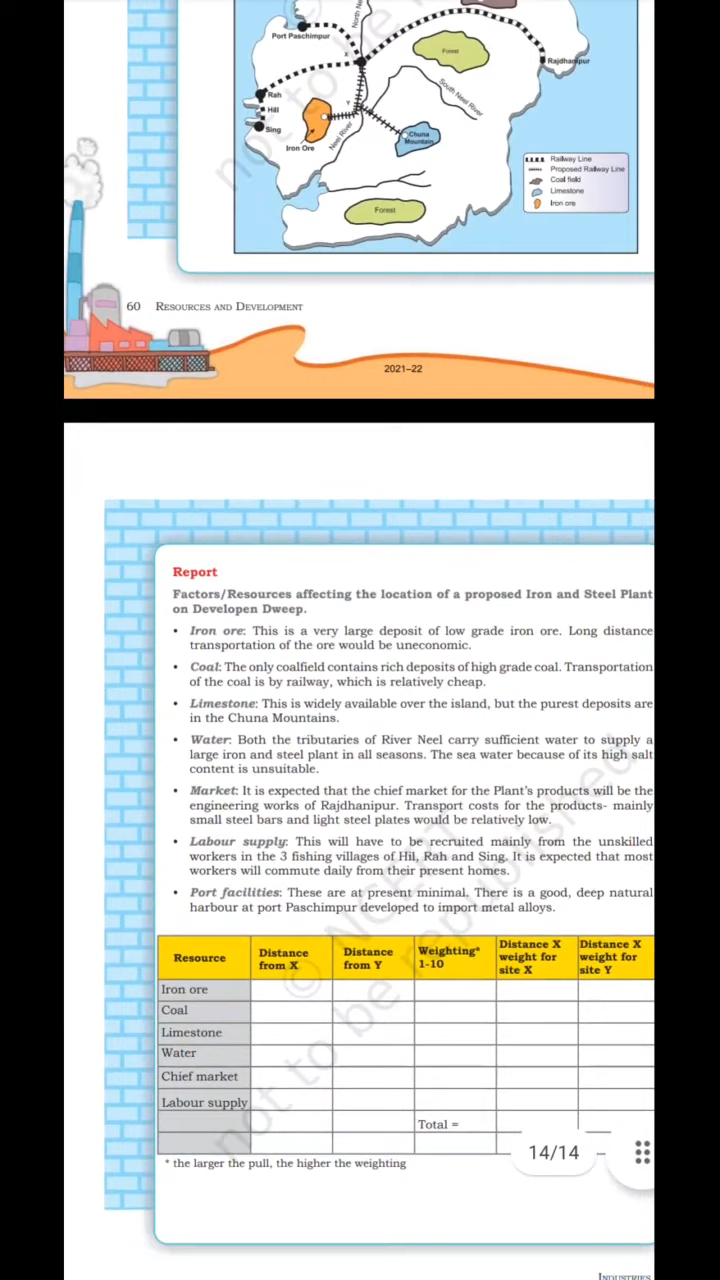 North Ne
Port Paschimpur
X
Forest
Rajdhanipur
Rah
Hill
Sing
Y
South Neel River
Iron Ore
Neel River
Chuna
Mountain
Forest
Railway Line
Proposed Railway Line
Coal field
Limestone
Iron ore
60 RESOURCES AND DEVELOPMENT
2021–22
Report
Factors/Resources affecting the location of a proposed Iron and Steel Plant
on Developen Dweep.
• Iron ore: This is a very large deposit of low grade iron ore. Long distance
transportation of the ore would be uneconomic.
• Coal: The only coalfield contains rich deposits of high grade coal. Transportation
of the coal is by railway, which is relatively cheap.
• Limestone: This is widely available over the island, but the purest deposits are
in the Chuna Mountains.
• Water: Both the tributaries of River Neel carry sufficient water to supply a
large iron and steel plant in all seasons. The sea water because of its high salt
content is unsuitable.
• Market: It is expected that the chief market for the Plant's products will be the
engineering works of Rajdhanipur. Transport costs for the products- mainly
small steel bars and light steel plates would be relatively low.
• Labour supply: This will have to be recruited mainly from the unskilled
workers in the 3 fishing villages of Hil, Rah and Sing. It is expected that most
workers will commute daily from their present homes.
• Port facilities: These are at present minimal. There is a good, deep natural
harbour at port Paschimpur developed to import metal alloys.
Resource Distance from X Distance from Y Weighting* 1-10 Distance X weight for site X Distance X weight for site Y
Iron ore
Coal
Limestone
Water
Chief market
Labour supply
Total =
14/14
* the larger the pull, the higher the weighting
INDUSTRIES
© NCERT
not to be republished